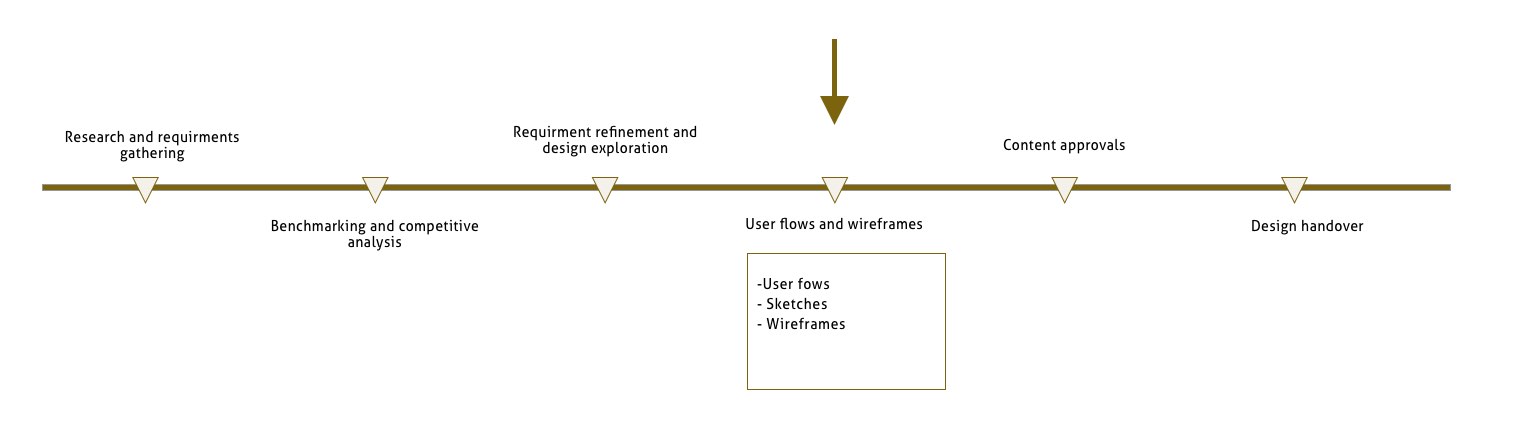 Research and requirments
gathering
Benchmarking and competitive
analysis
Requirment refinement and
design exploration
User flows and wireframes
-User fows
- Sketches
- Wireframes
Content approvals
Design handover